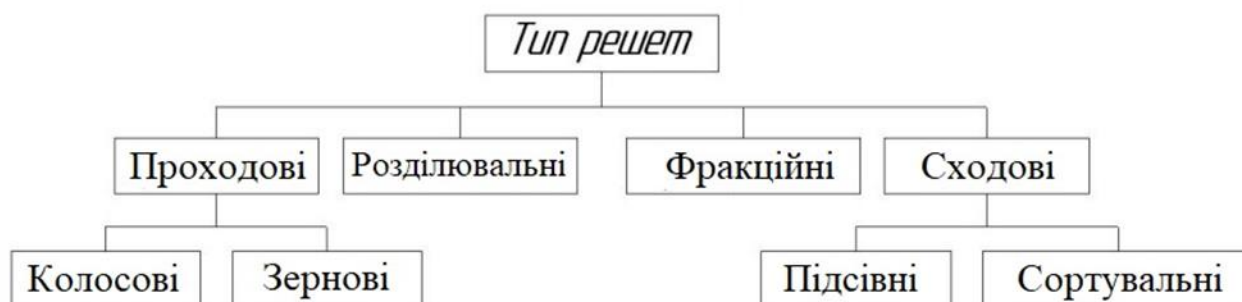 Тип решет
Проходові
Розділювальні
Фракційні
Сходові
Колосові
Зернові
Підсівні
Сортувальні